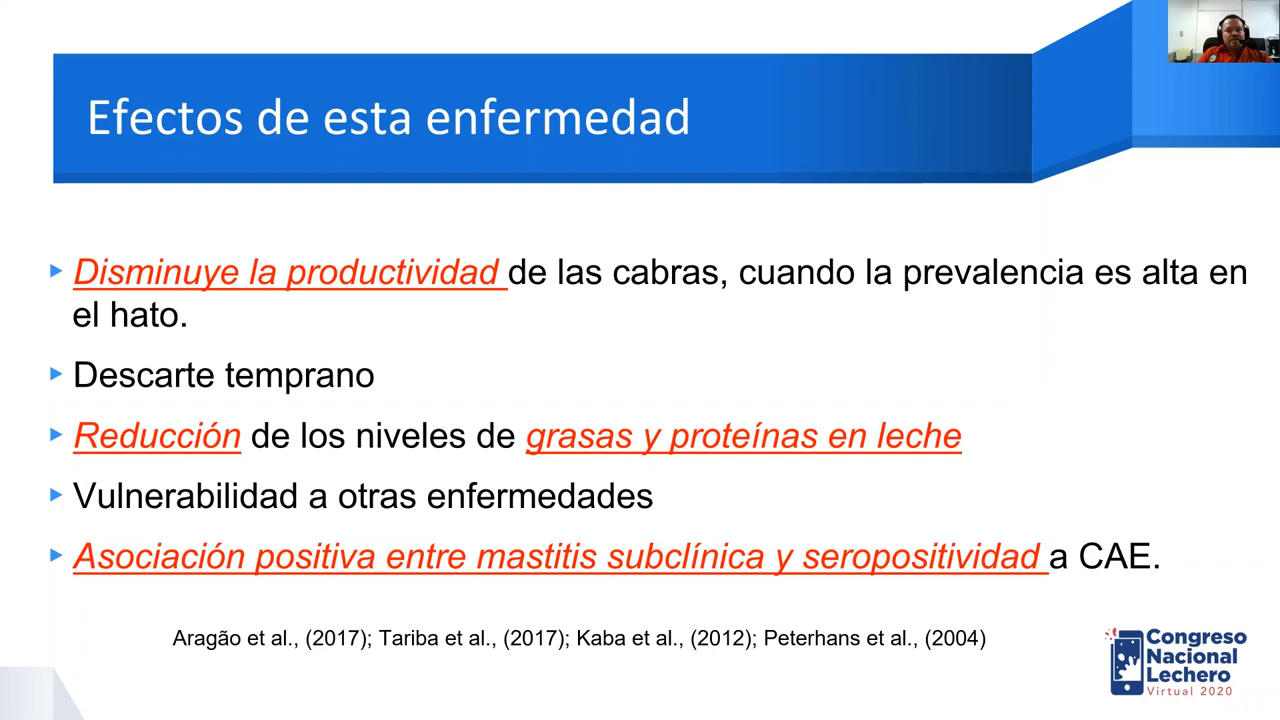 Efectos de esta enfermedad
Disminuye la productividad de las cabras, cuando la prevalencia es alta en
el hato.
Descarte temprano
Reducción de los niveles de grasas y proteínas en leche
Vulnerabilidad a otras enfermedades
Asociación positiva entre mastitis subclínica y seropositividad a CAE.
Aragão et al., (2017); Tariba et al., (2017); Kaba et al., (2012); Peterhans et al., (2004)
Congreso
Nacional
Lechero
Virtual 2020